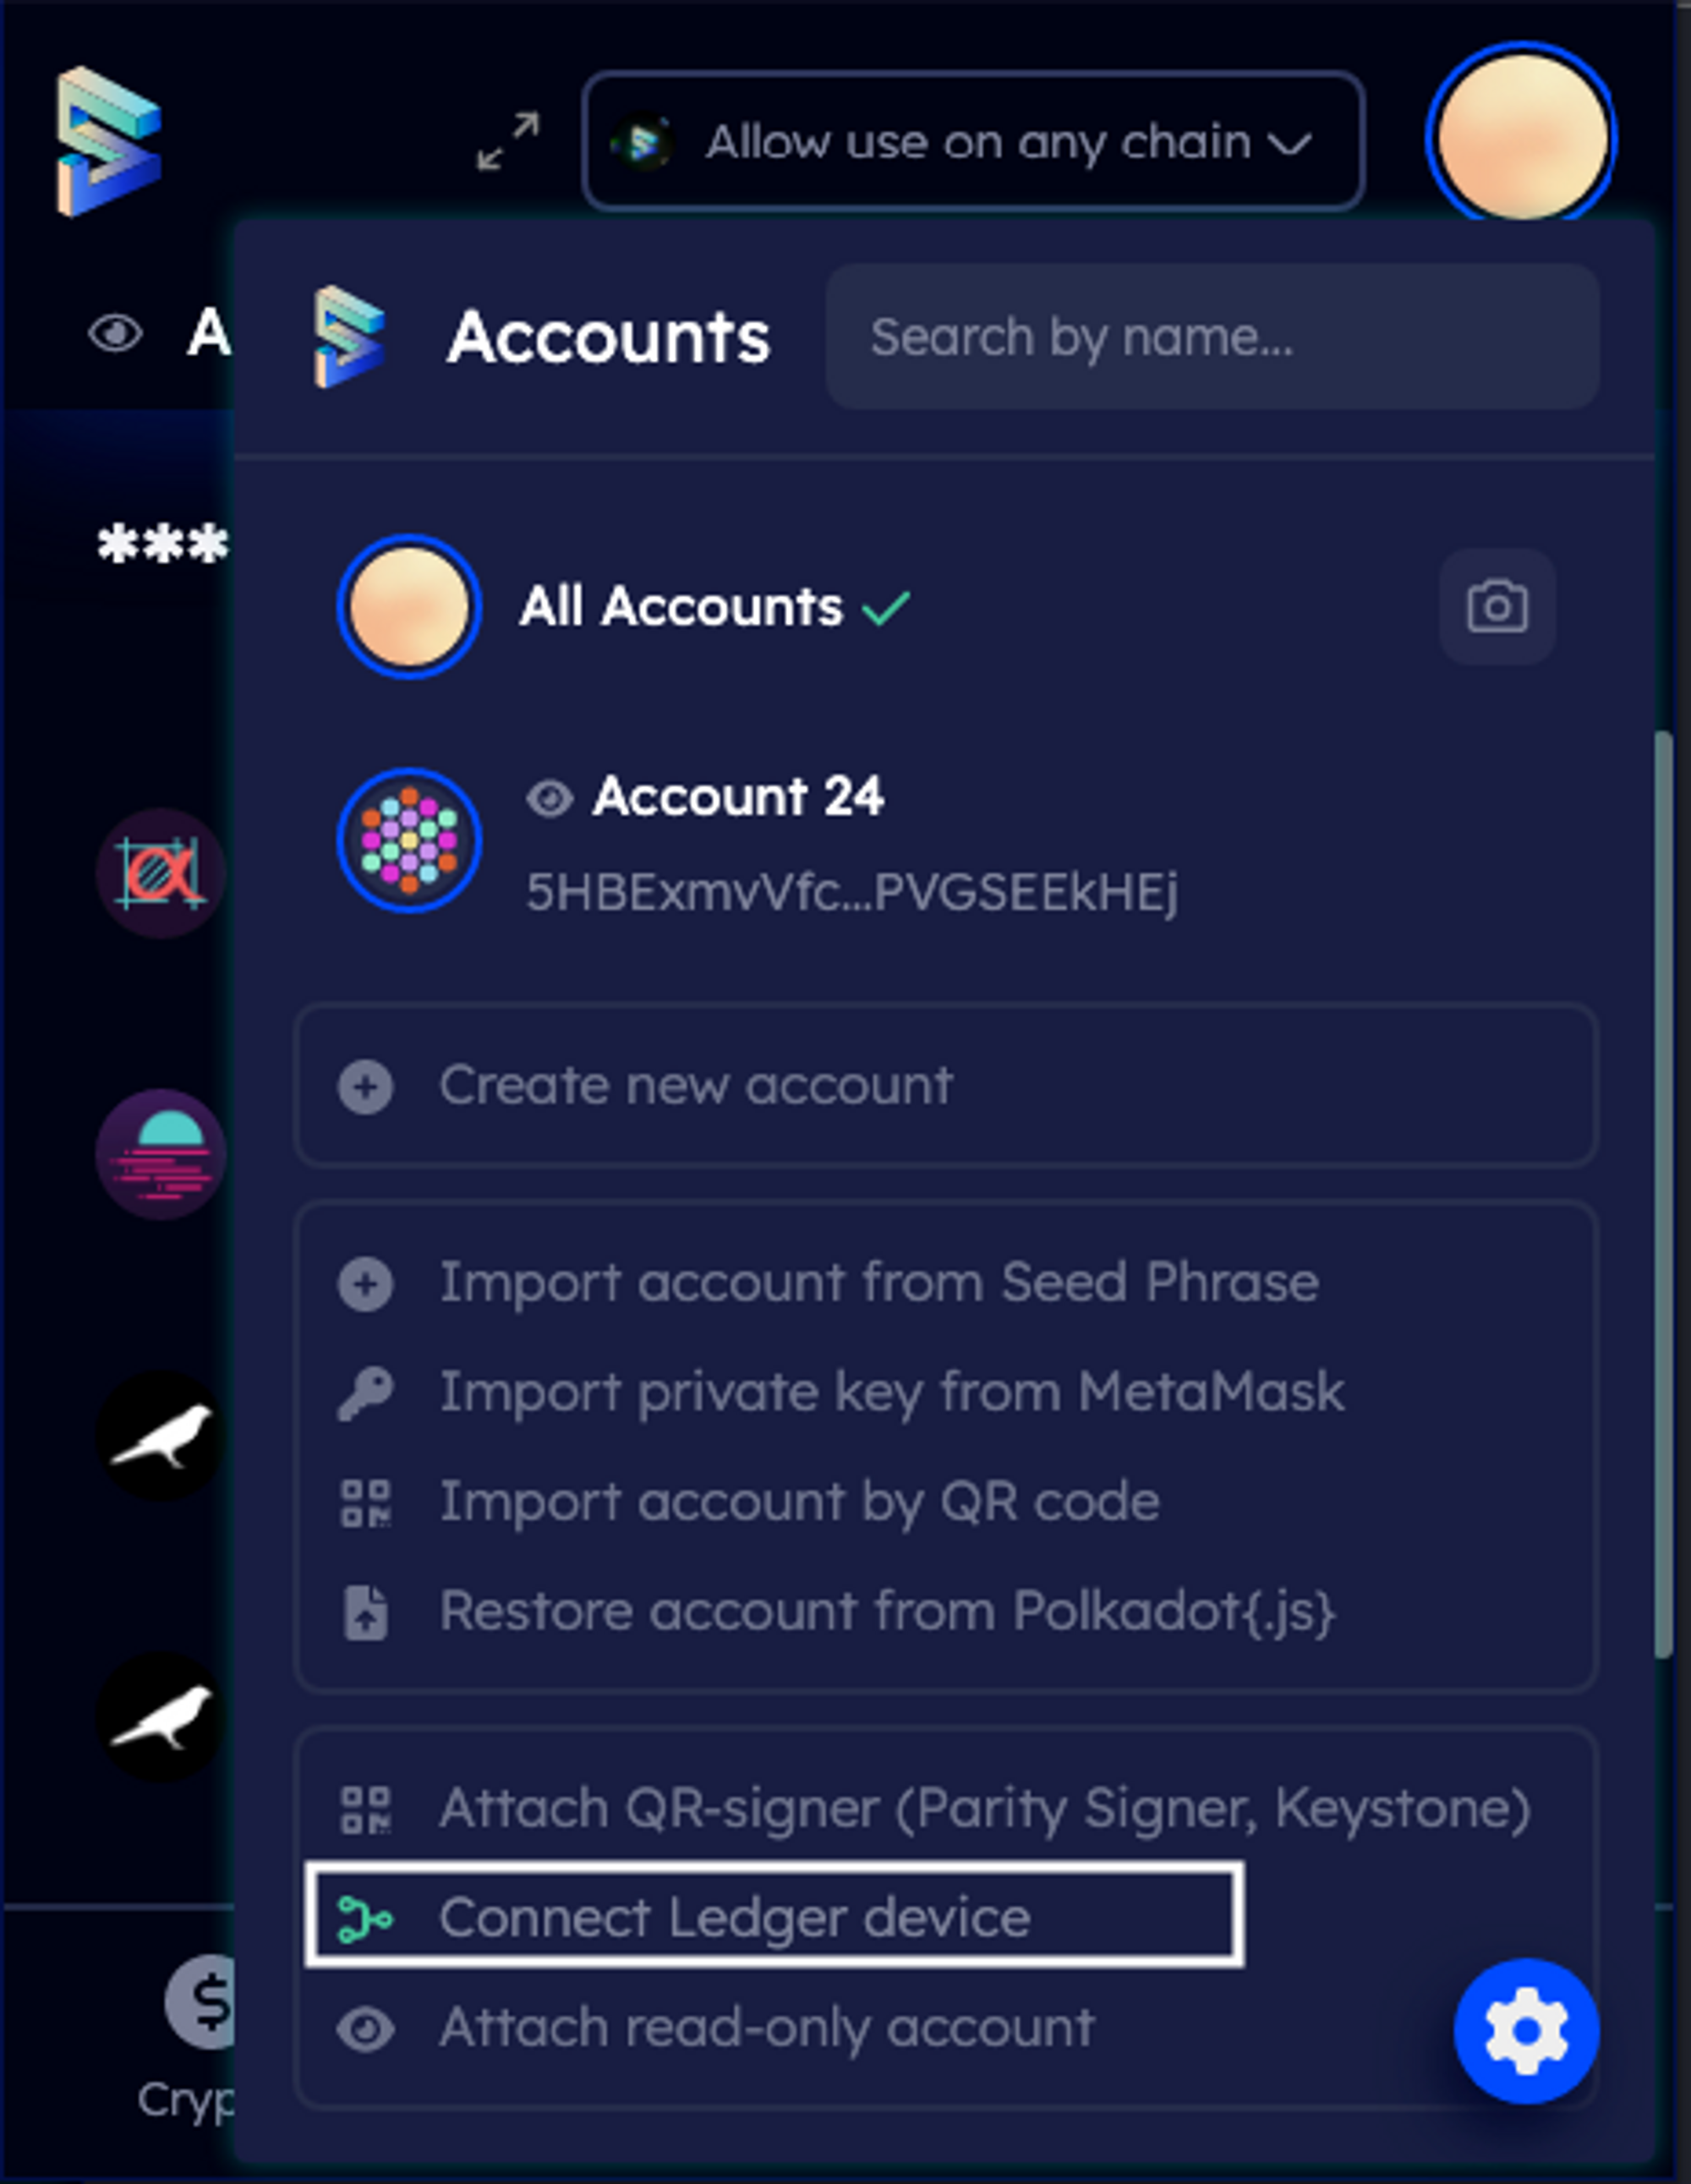 Allow use on any chain
A
Accounts
Search by name...
***
All Accounts
Account 24
5HBExmvVfc...PVGSEEkHEj
Create new account
Import account from Seed Phrase
Import private key from MetaMask
Import account by QR code
Restore account from Polkadot{.js}
Attach QR-signer (Parity Signer, Keystone)
Connect Ledger device
Attach read-only account
Cryp